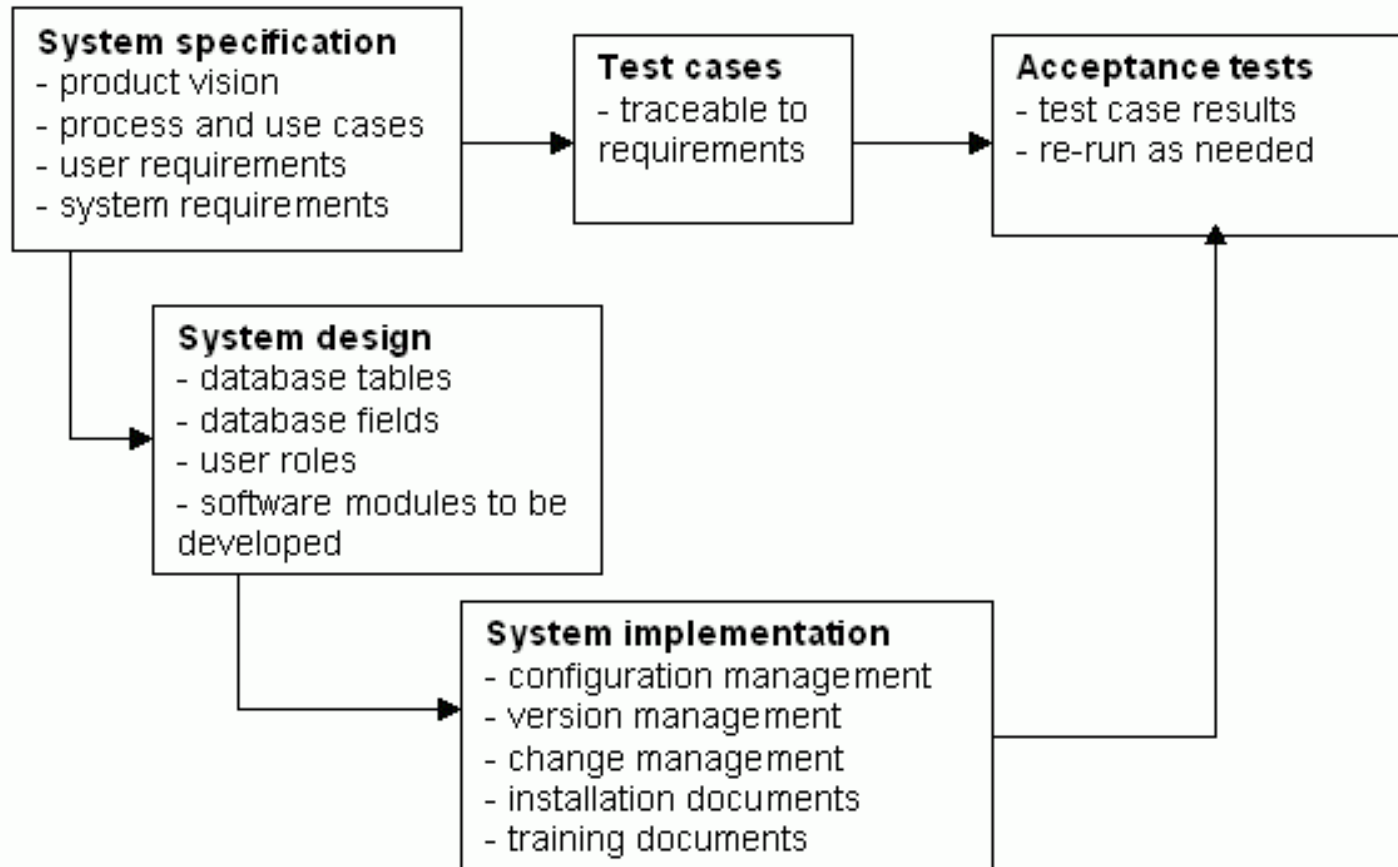 System specification
- product vision
- process and use cases
- user requirements
- system requirements
Test cases
- traceable to
requirements
Acceptance tests
- test case results
- re-run as needed
System design
- database tables
- database fields
- user roles
- software modules to be
developed
System implementation
- configuration management
- version management
- change management
- installation documents
- training documents